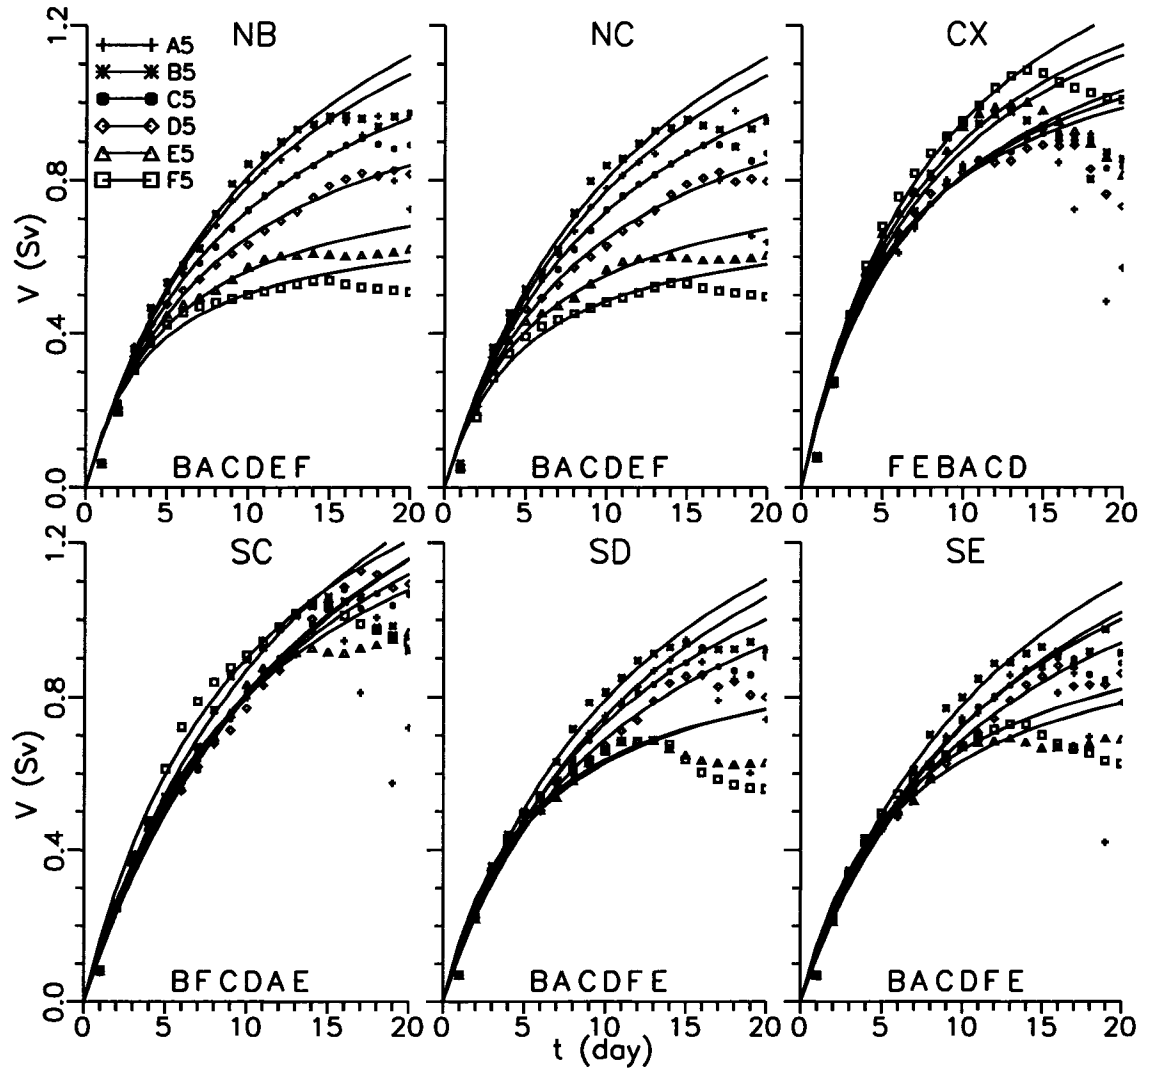 NB NC CX
1.2
A5
B5
C5
D5
E5
F5
0.8
V (Sv)
0.4
0.0
BACDEF BACDEF FEBACD
0 5 10 15 20 0 5 10 15 20 0 5 10 15 20
SC SD SE
1.2
0.8
V (Sv)
0.4
0.0
BFCDAE BACDFE BACDFE
0 5 10 15 20 0 5 10 15 20 0 5 10 15 20
t (day)